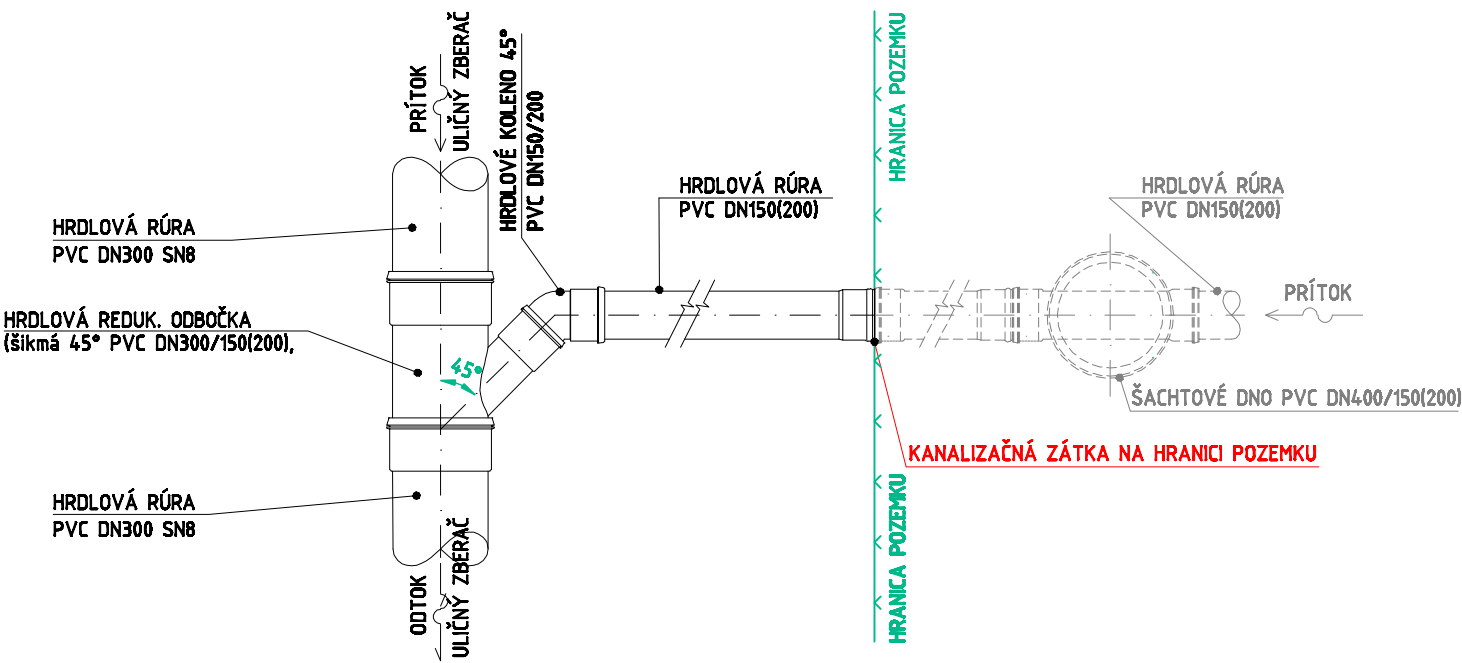 PRÍTOK
ULIČNÝ ZBERAČ
HRDLOVÉ KOLENO 45°
PVC DN150/200
HRANICA POZEMKU
HRDLOVÁ RÚRA
PVC DN150(200)
HRDLOVÁ RÚRA
PVC DN150(200)
HRDLOVÁ RÚRA
PVC DN300 SN8
PRÍTOK
HRDLOVÁ REDUK. ODBOČKA
(šikmá 45° PVC DN300/150(200),
45°
ŠACHTOVÉ DNO PVC DN400/150(200)
KANALIZAČNÁ ZÁTKA NA HRANICI POZEMKU
HRDLOVÁ RÚRA
PVC DN300 SN8
HRANICA POZEMKU
ODTOK
ULIČNÝ ZBERAČ